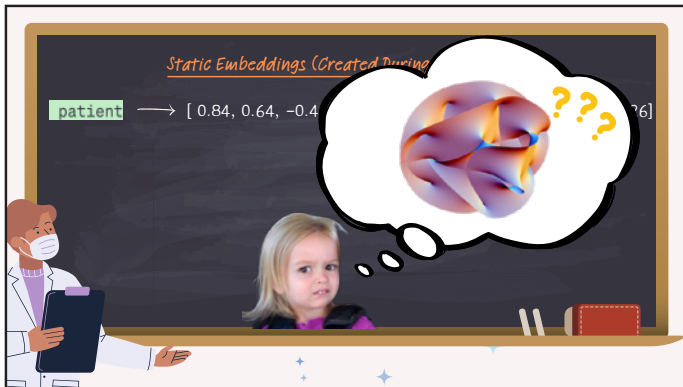 Static Embeddings (Created During
patient → [ 0.84, 0.64, −0.4 26]
? ? ?